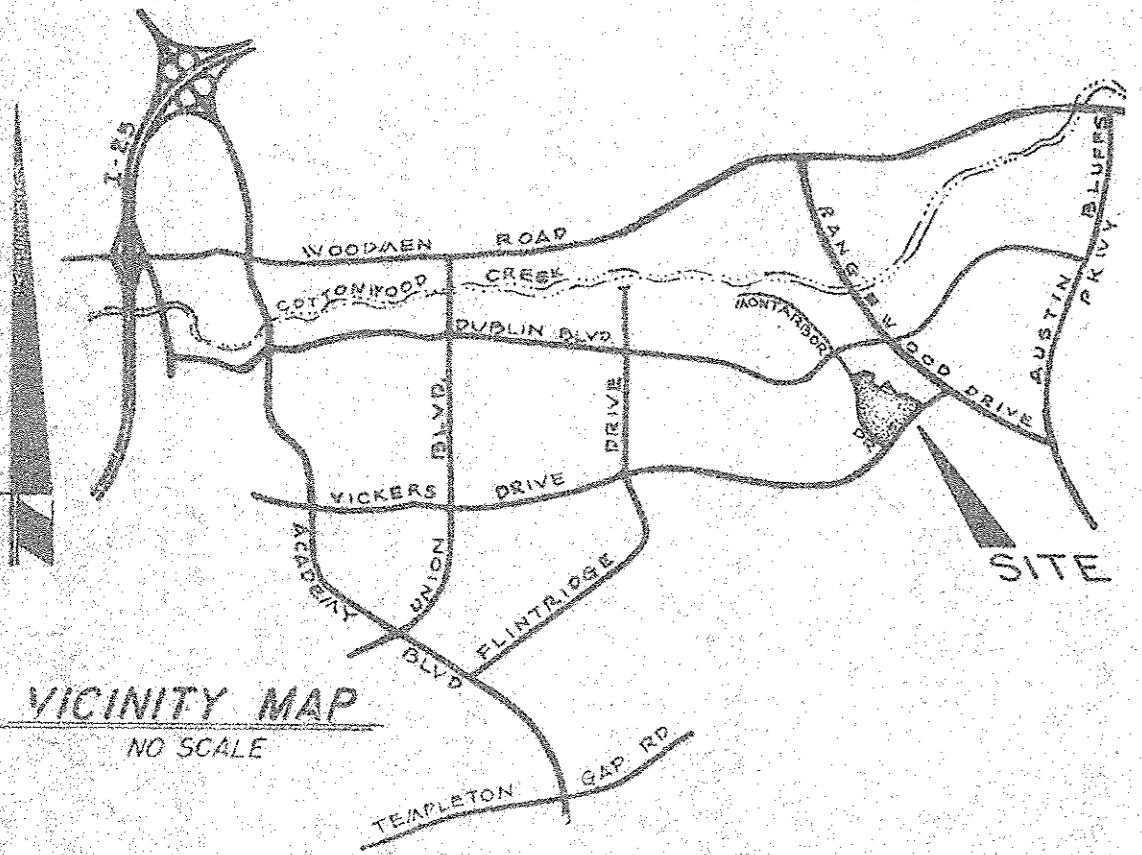 I-25
WOODMEN ROAD
COTTONWOOD CREEK
DUBLIN BLVD.
MONTARBOR DR
RANGEWOOD DRIVE
AUSTIN BLUFFS PKWY
UNION BLVD.
FLINTRIDGE DRIVE
VICKERS DRIVE
ACADEMY BLVD
SITE
VICINITY MAP
NO SCALE
TEMPLETON GAP RD.